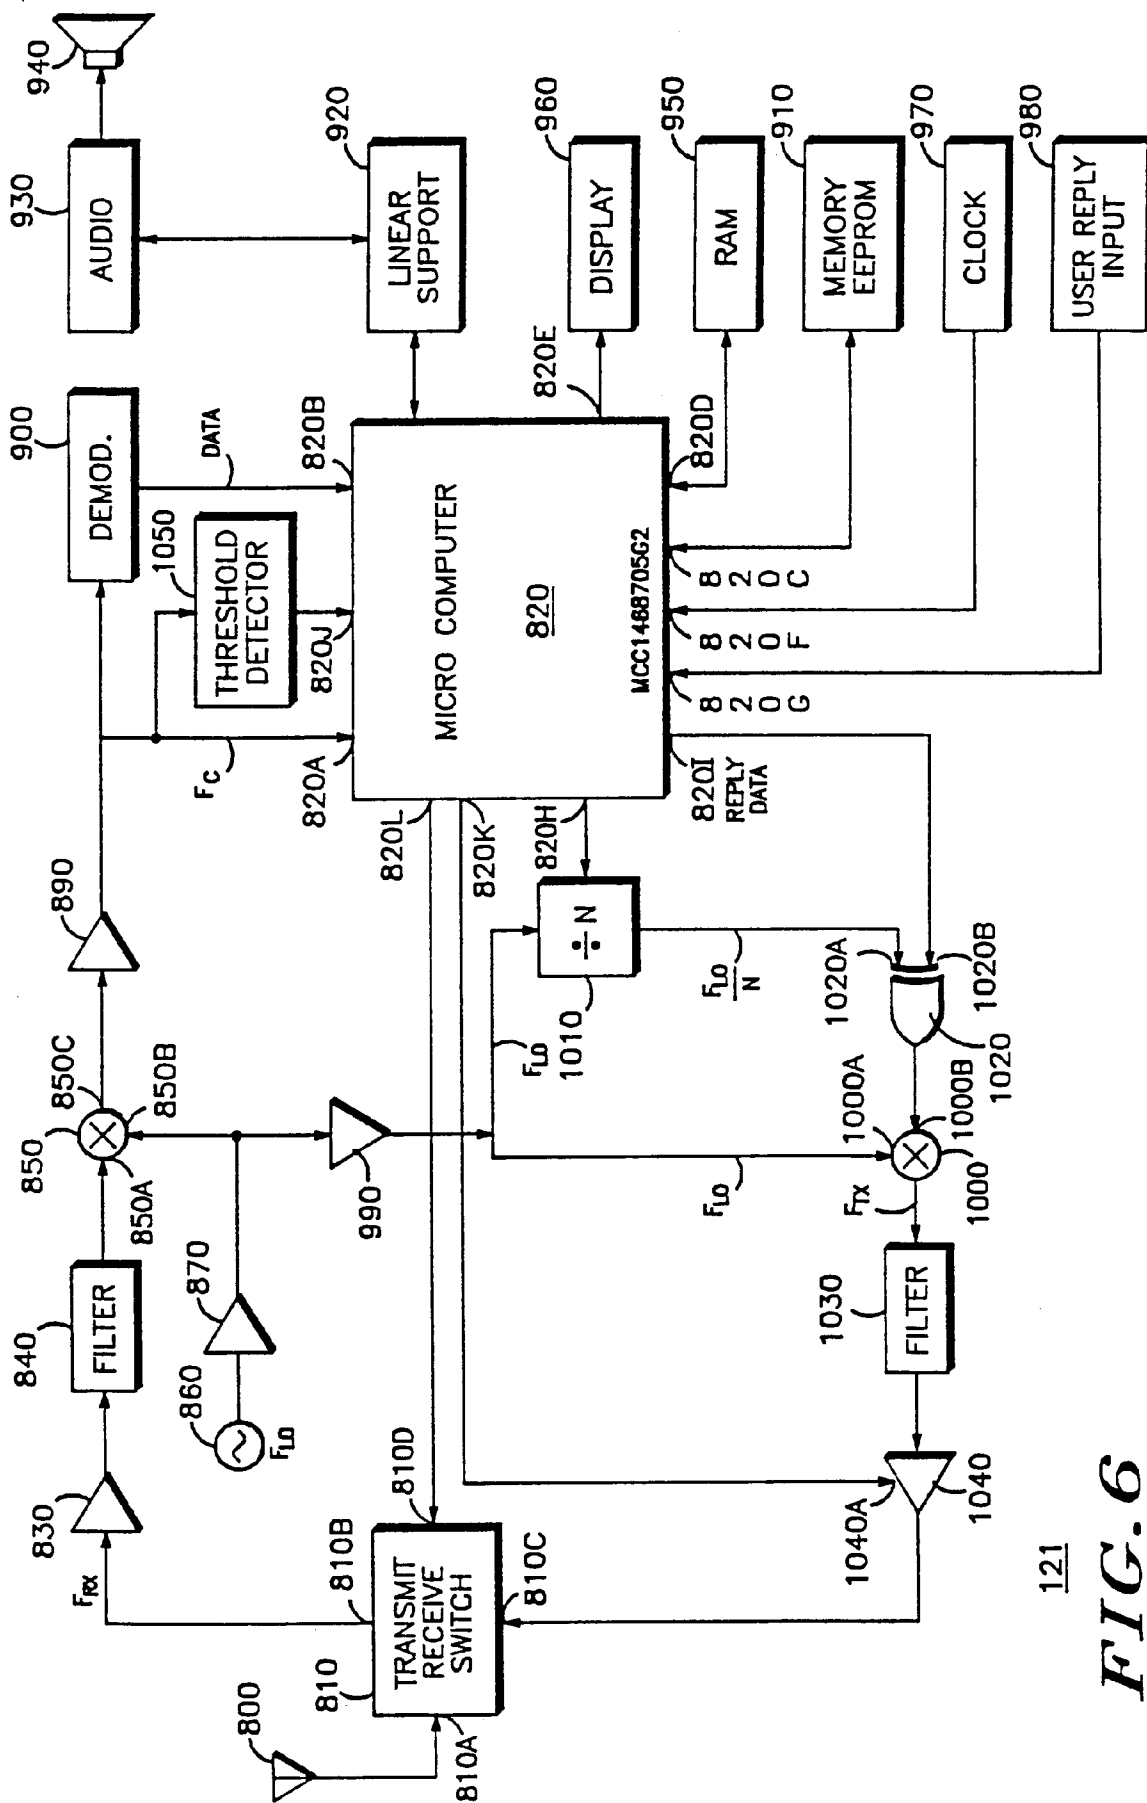 800
810A
810
TRANSMIT
RECEIVE
SWITCH
810B
810C
810D
F_RX
830
840
FILTER
850
850A
850B
850C
860
F_LO
870
890
990
900
DEMOD.
DATA
930
AUDIO
940
1050
THRESHOLD
DETECTOR
F_C
920
LINEAR
SUPPORT
820A
820J
820B
MICRO COMPUTER
820
MCC1468705G2
820L
820K
820H
820I
REPLY
DATA
820G
820F
820C
820D
820E
960
DISPLAY
950
RAM
910
MEMORY
EEPROM
970
CLOCK
980
USER REPLY
INPUT
F_LO
÷ N
1010
F_LO
N
F_LO
1020A
1020B
1020
1000A
1000B
1000
F_TX
1030
FILTER
1040A
1040
121
FIG. 6